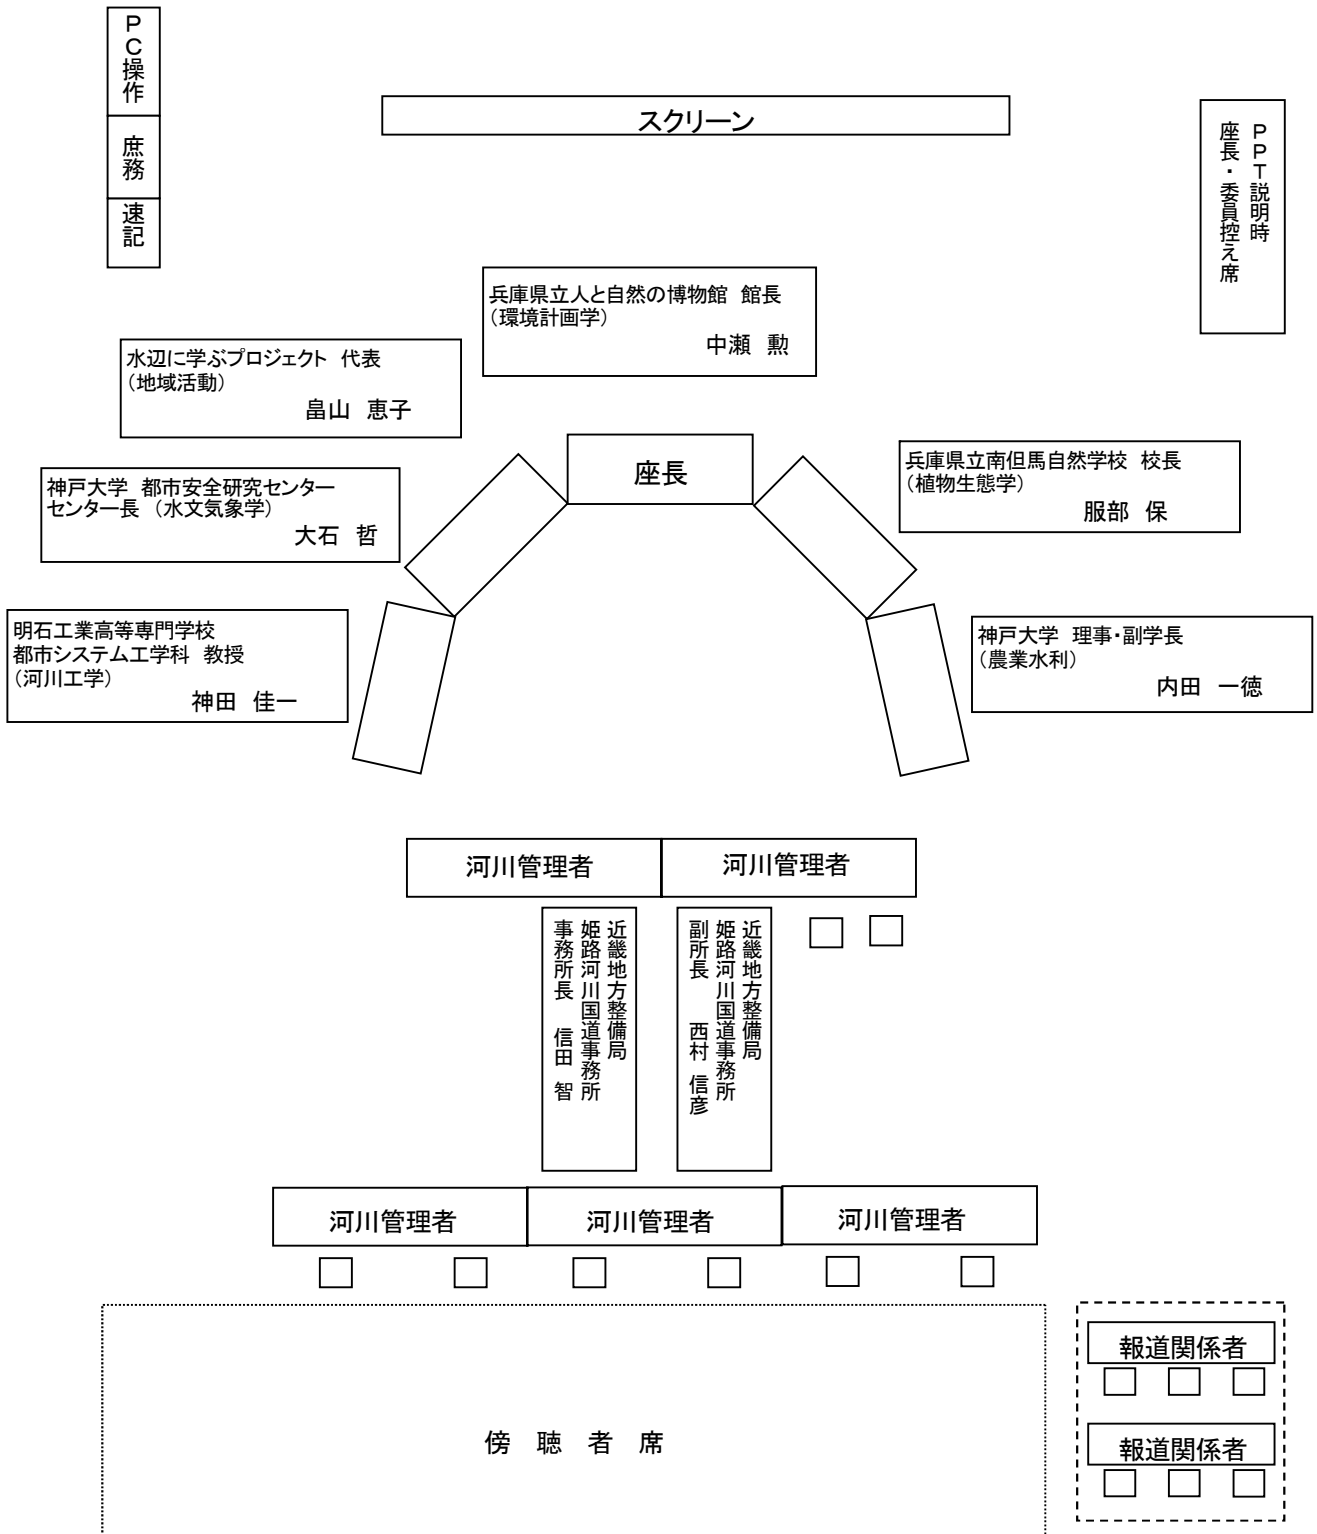 PC操作
庶務
速記
スクリーン
PPT説明時
座長・委員控え席
兵庫県立人と自然の博物館　館長
（環境計画学）
中瀬　勲
水辺に学ぶプロジェクト　代表
（地域活動）
畠山　恵子
座長
兵庫県立南但馬自然学校　校長
（植物生態学）
服部　保
神戸大学　都市安全研究センター
センター長　（水文気象学）
大石　哲
明石工業高等専門学校
都市システム工学科　教授
（河川工学）
神田　佳一
神戸大学　理事・副学長
（農業水利）
内田　一徳
河川管理者
河川管理者
近畿地方整備局
姫路河川国道事務所
事務所長　信田　智
近畿地方整備局
姫路河川国道事務所
副所長　西村　信彦
河川管理者
河川管理者
河川管理者
報道関係者
報道関係者
傍　聴　者　席